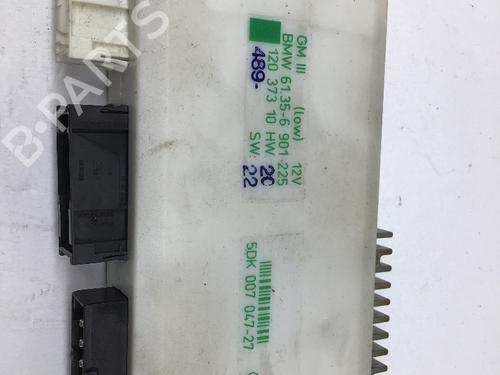 GM III (low) 12V
BMW 61.35-6 901 225
120 373 10 HW 20
489- SW: 22
5DK 007 047-27
B-PARTS